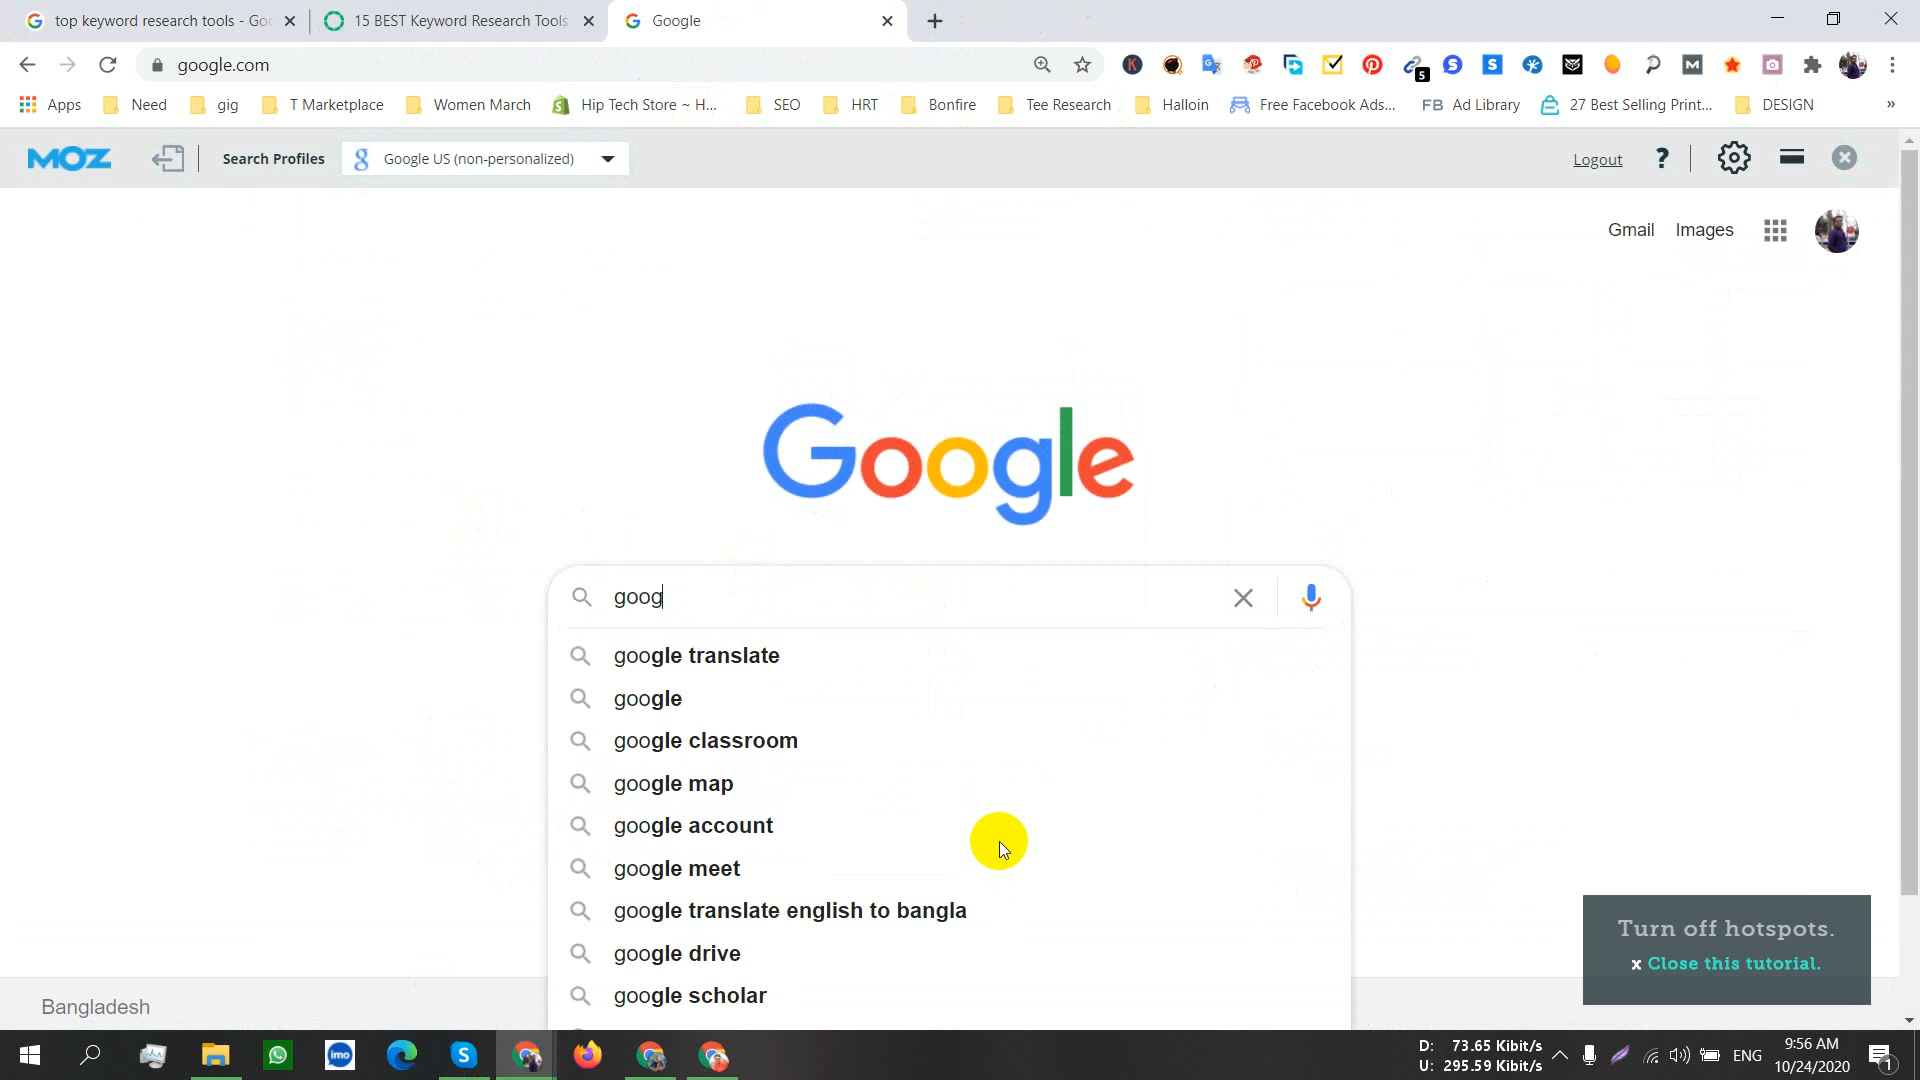 top keyword research tools - Goo
15 BEST Keyword Research Tools
Google
google.com
5
Apps
Need
gig
T Marketplace
Women March
Hip Tech Store ~ H...
SEO
HRT
Bonfire
Tee Research
Halloin
Free Facebook Ads...
FB Ad Library
27 Best Selling Print...
DESIGN
»
MOZ
Search Profiles
Google US (non-personalized)
Logout
?
Gmail
Images
Google
goog
google translate
google
google classroom
google map
google account
google meet
google translate english to bangla
google drive
google scholar
Turn off hotspots.
x Close this tutorial.
Bangladesh
imo
D: 73.65 Kibit/s
U: 295.59 Kibit/s
ENG
9:56 AM
10/24/2020
1